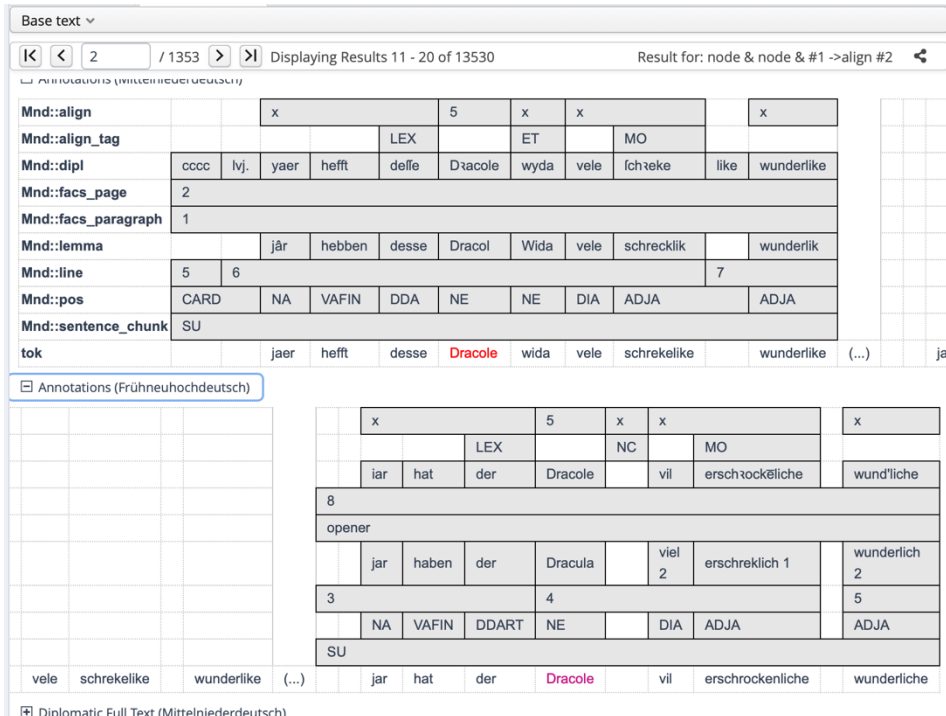 Base text
2 / 1353 Displaying Results 11 - 20 of 13530 Result for: node & node & #1 ->align #2
Annotations (Mittelniederdeutsch)
Mnd::align x 5 x x x
Mnd::align_tag LEX ET MO
Mnd::dipl cccc lvj. yaer hefft deſſe Dꝛacole wyda vele ſchꝛeke like wunderlike
Mnd::facs_page 2
Mnd::facs_paragraph 1
Mnd::lemma jâr hebben desse Dracol Wida vele schrecklik wunderlik
Mnd::line 5 6 7
Mnd::pos CARD NA VAFIN DDA NE NE DIA ADJA ADJA
Mnd::sentence_chunk SU
tok jaer hefft desse Dracole wida vele schrekelike wunderlike (...) ja
Annotations (Frühneuhochdeutsch)
x 5 x x x
LEX NC MO
iar hat der Dracole vil erschꝛockēliche wund'liche
8
opener
jar haben der Dracula viel 2 erschreklich 1 wunderlich 2
3 4 5
NA VAFIN DDART NE DIA ADJA ADJA
SU
vele schrekelike wunderlike (...) jar hat der Dracole vil erschrockenliche wunderliche
Diplomatic Full Text (Mittelniederdeutsch)